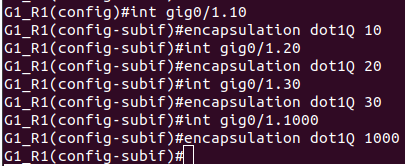 G1_R1(config)#int gig0/1.10
G1_R1(config-subif)#encapsulation dot1Q 10
G1_R1(config-subif)#int gig0/1.20
G1_R1(config-subif)#encapsulation dot1Q 20
G1_R1(config-subif)#int gig0/1.30
G1_R1(config-subif)#encapsulation dot1Q 30
G1_R1(config-subif)#int gig0/1.1000
G1_R1(config-subif)#encapsulation dot1Q 1000
G1_R1(config-subif)#